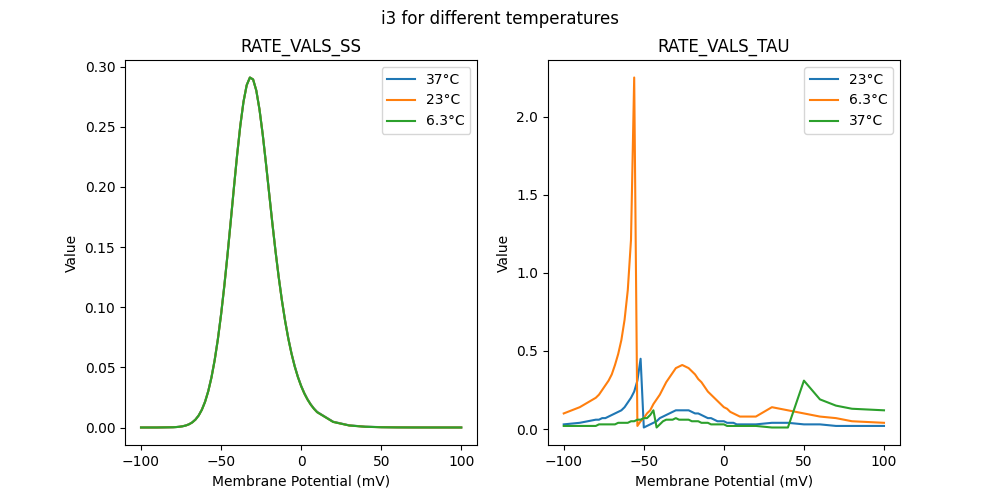 i3 for different temperatures
RATE_VALS_SS
0.30
0.25
0.20
0.15
0.10
0.05
0.00
Value
37°C
23°C
6.3°C
−100 −50 0 50 100
Membrane Potential (mV)
RATE_VALS_TAU
2.0
1.5
1.0
0.5
0.0
Value
23°C
6.3°C
37°C
−100 −50 0 50 100
Membrane Potential (mV)